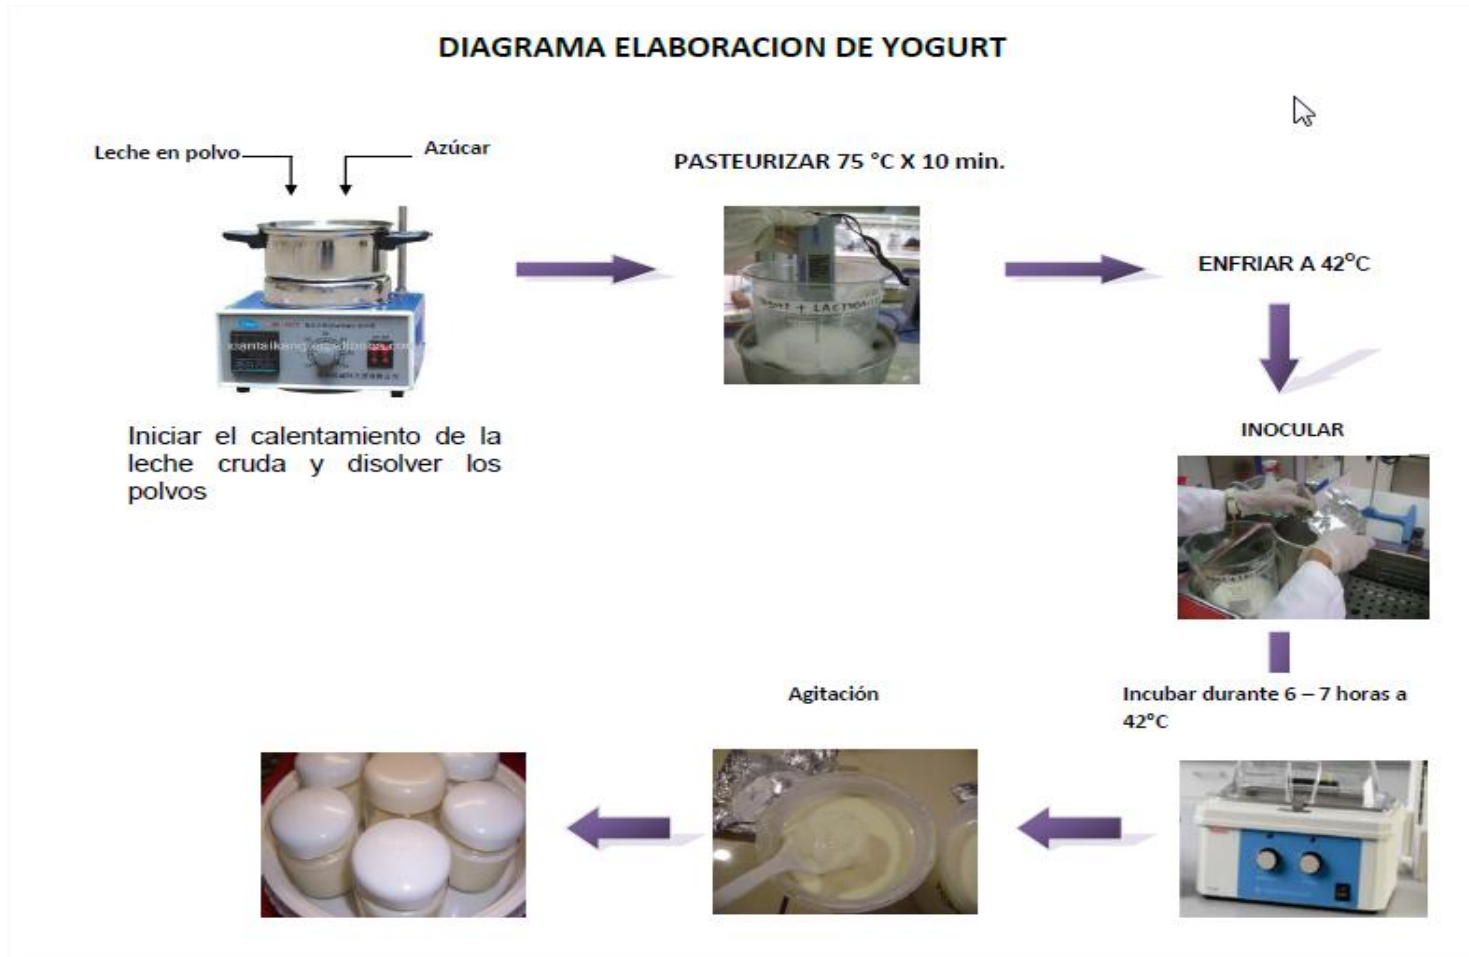 DIAGRAMA ELABORACION DE YOGURT
Leche en polvo
Azúcar
PASTEURIZAR 75 °C X 10 min.
ENFRIAR A 42°C
Iniciar el calentamiento de la
leche cruda y disolver los
polvos
INOCULAR
Agitación
Incubar durante 6 – 7 horas a
42°C